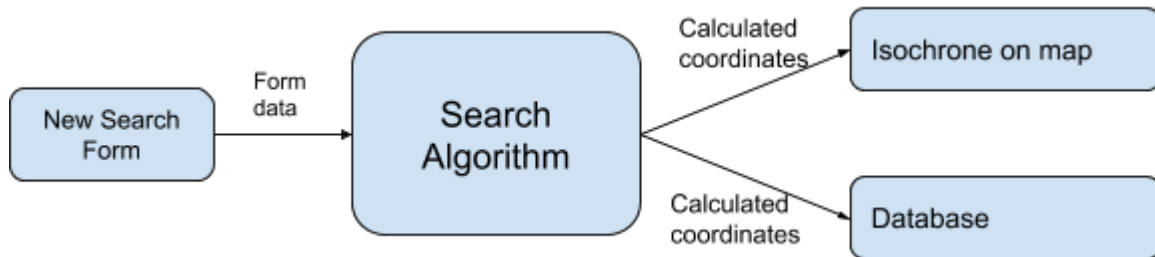 New Search
Form
Form
data
Search
Algorithm
Calculated
coordinates
Isochrone on map
Calculated
coordinates
Database